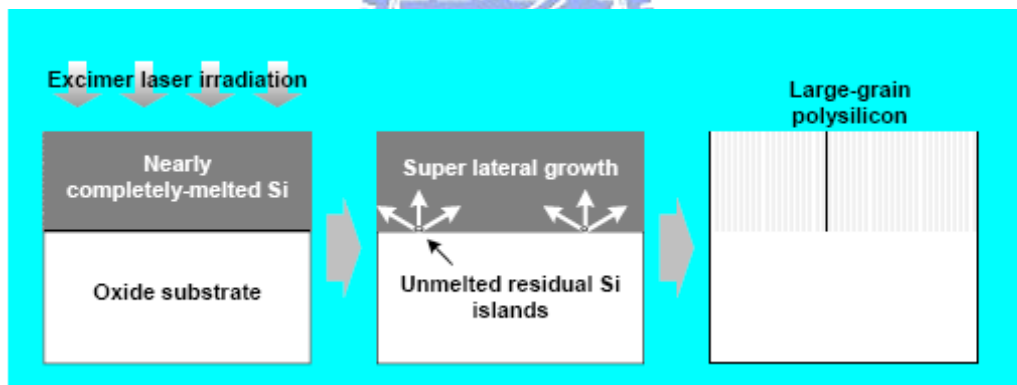 Excimer laser irradiation
Nearly
completely-melted Si
Oxide substrate
Super lateral growth
Unmelted residual Si
islands
Large-grain
polysilicon